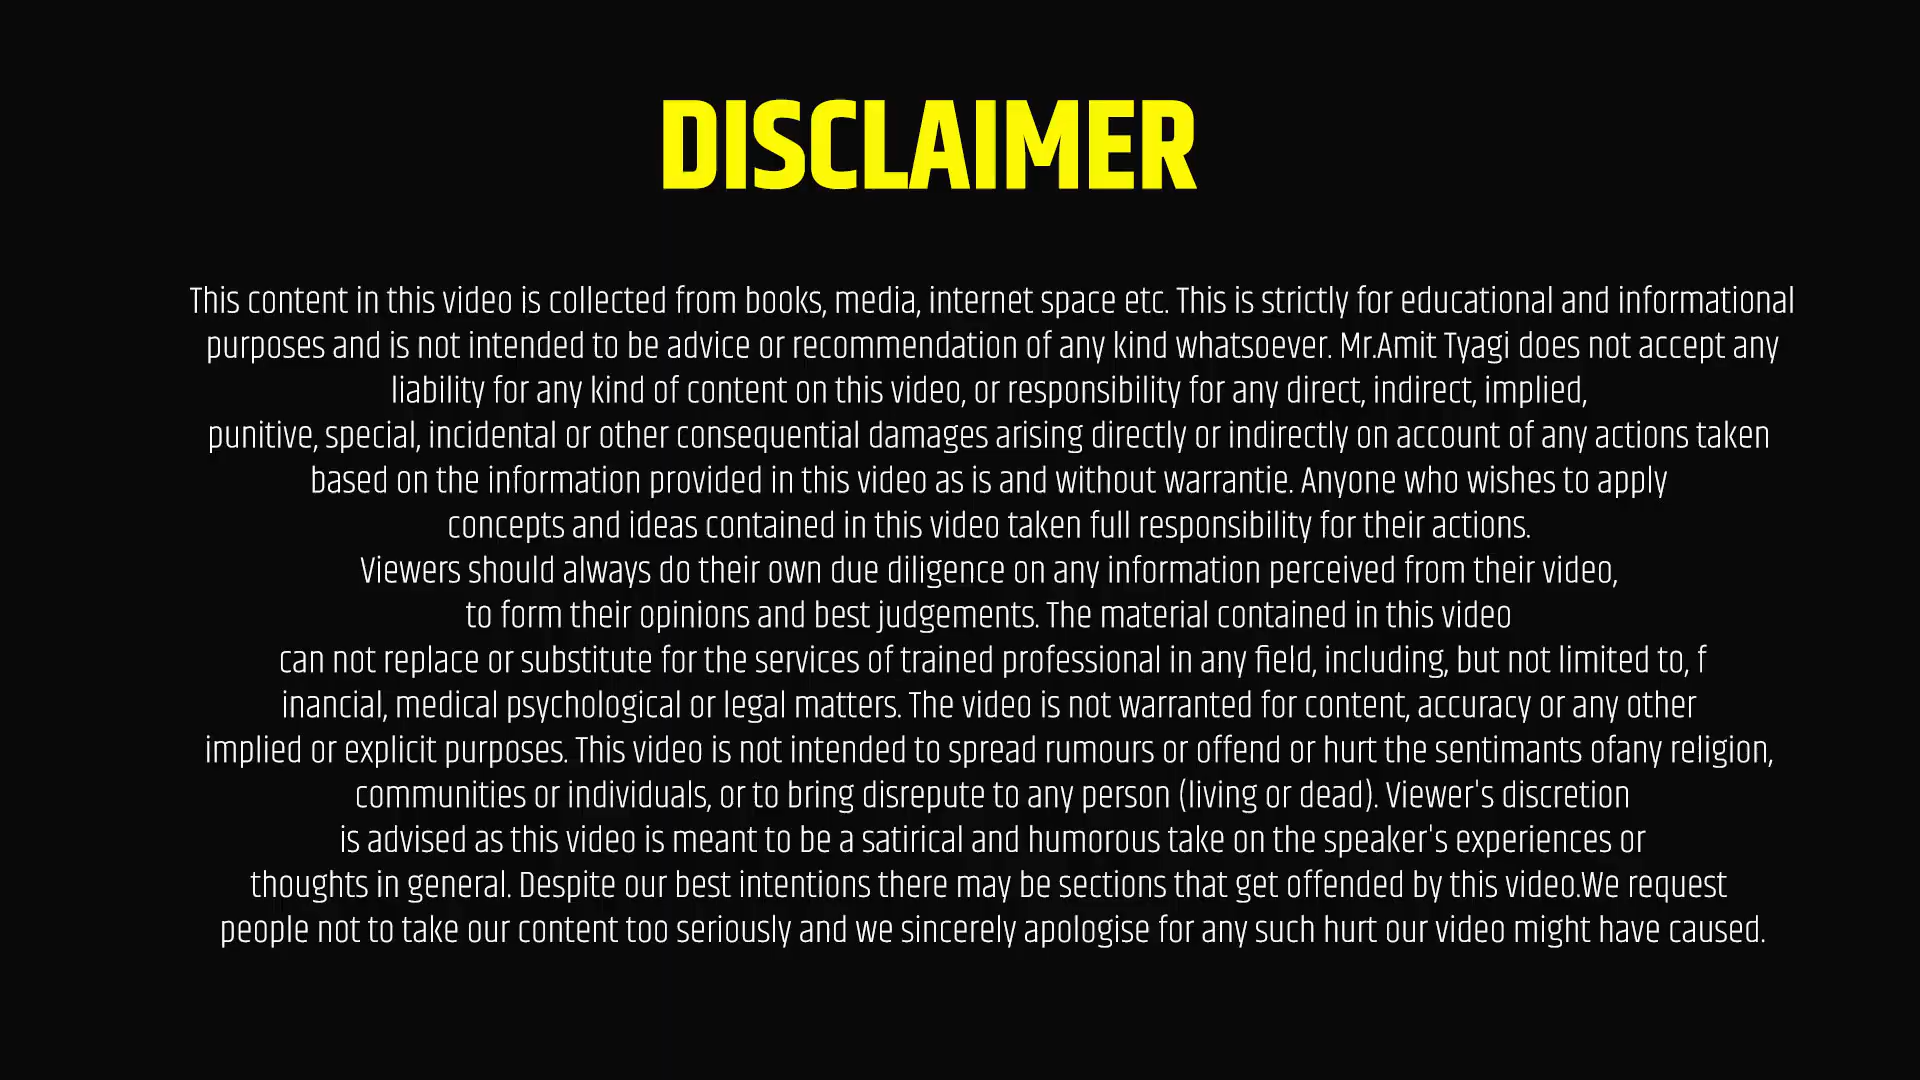 DISCLAIMER
This content in this video is collected from books, media, internet space etc. This is strictly for educational and informational
purposes and is not intended to be advice or recommendation of any kind whatsoever. Mr.Amit Tyagi does not accept any
liability for any kind of content on this video, or responsibility for any direct, indirect, implied,
punitive, special, incidental or other consequential damages arising directly or indirectly on account of any actions taken
based on the information provided in this video as is and without warrantie. Anyone who wishes to apply
concepts and ideas contained in this video taken full responsibility for their actions.
Viewers should always do their own due diligence on any information perceived from their video,
to form their opinions and best judgements. The material contained in this video
can not replace or substitute for the services of trained professional in any field, including, but not limited to, f
inancial, medical psychological or legal matters. The video is not warranted for content, accuracy or any other
implied or explicit purposes. This video is not intended to spread rumours or offend or hurt the sentimants ofany religion,
communities or individuals, or to bring disrepute to any person (living or dead). Viewer's discretion
is advised as this video is meant to be a satirical and humorous take on the speaker's experiences or
thoughts in general. Despite our best intentions there may be sections that get offended by this video.We request
people not to take our content too seriously and we sincerely apologise for any such hurt our video might have caused.